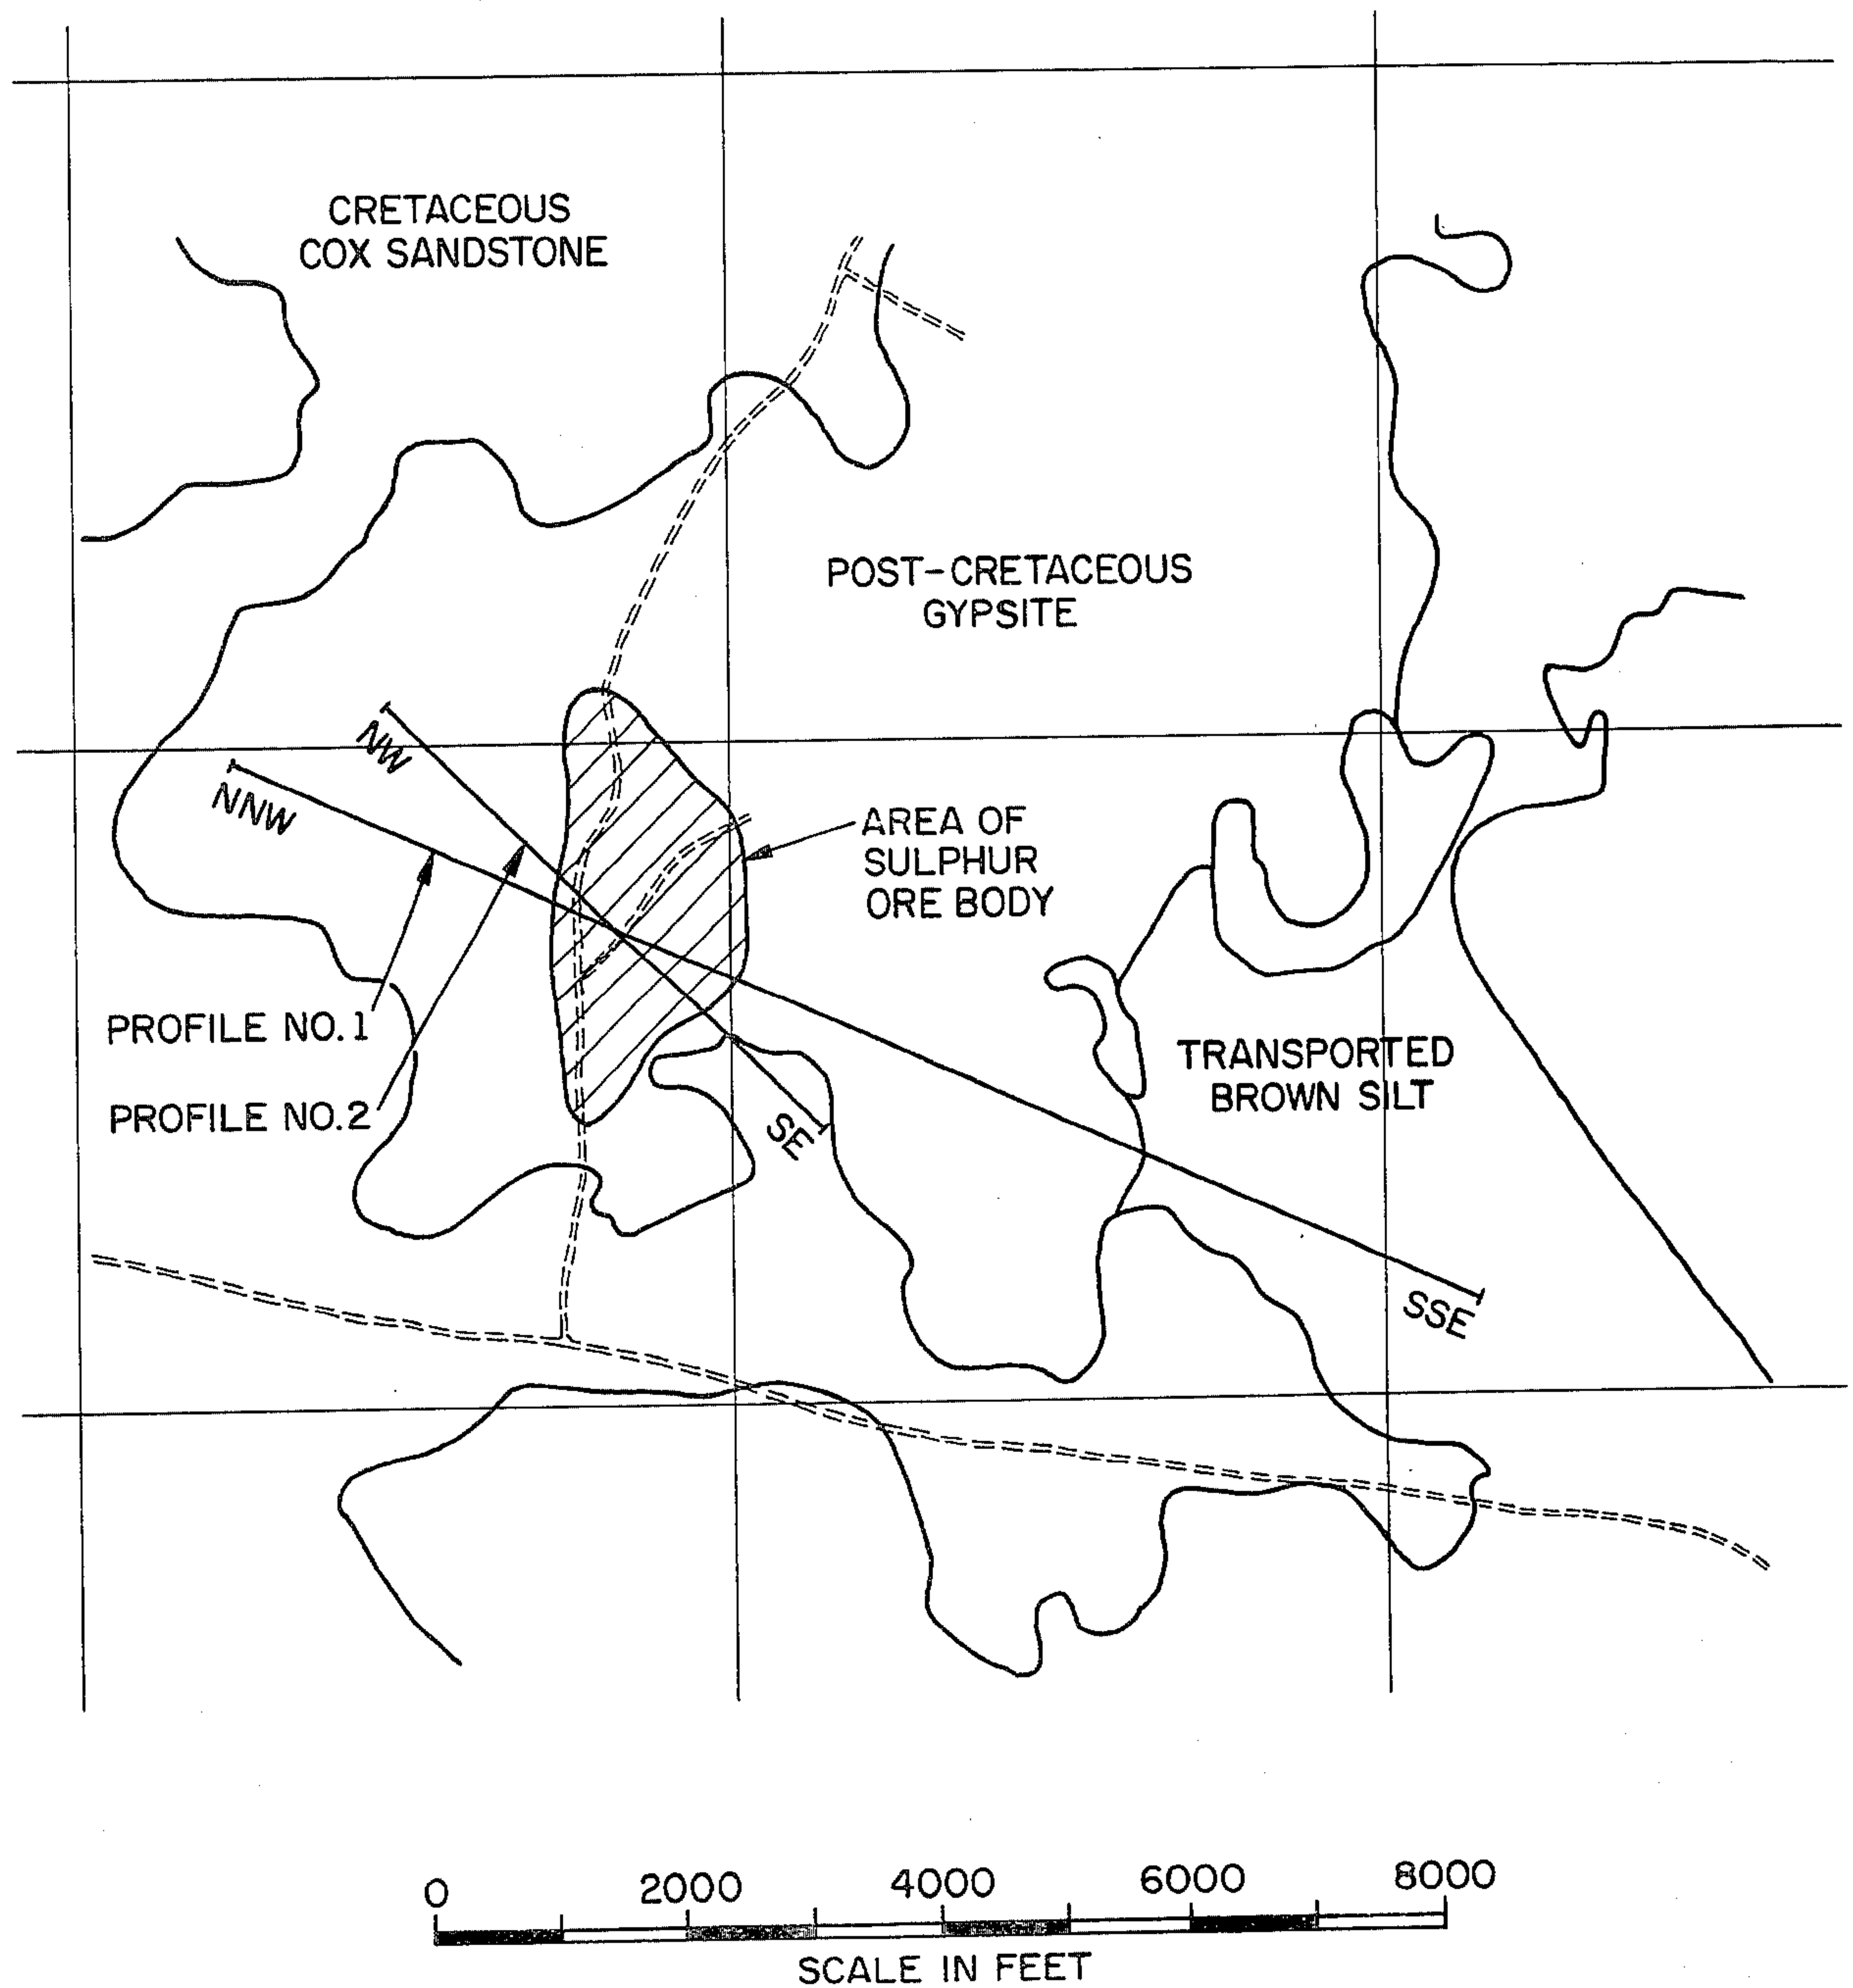 CRETACEOUS
COX SANDSTONE
POST-CRETACEOUS
GYPSITE
NW
NNW
AREA OF
SULPHUR
ORE BODY
PROFILE NO. 1
PROFILE NO. 2
TRANSPORTED
BROWN SILT
SE
SSE
0 2000 4000 6000 8000
SCALE IN FEET